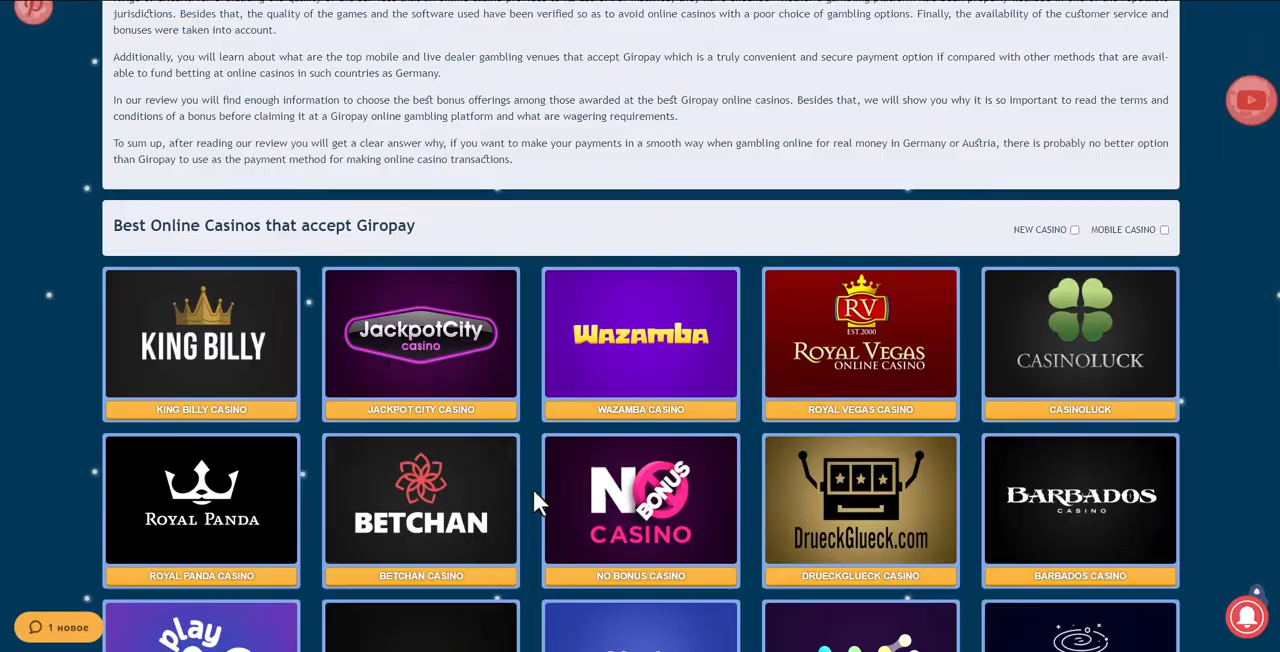 jurisdictions. Besides that, the quality of the games and the software used have been verified so as to avoid online casinos with a poor choice of gambling options. Finally, the availability of the customer service and
bonuses were taken into account.
Additionally, you will learn about what are the top mobile and live dealer gambling venues that accept Giropay which is a truly convenient and secure payment option if compared with other methods that are avail-
able to fund betting at online casinos in such countries as Germany.
In our review you will find enough information to choose the best bonus offerings among those awarded at the best Giropay online casinos. Besides that, we will show you why it is so important to read the terms and
conditions of a bonus before claiming it at a Giropay online gambling platform and what are wagering requirements.
To sum up, after reading our review you will get a clear answer why, if you want to make your payments in a smooth way when gambling online for real money in Germany or Austria, there is probably no better option
than Giropay to use as the payment method for making online casino transactions.
Best Online Casinos that accept Giropay
NEW CASINO
MOBILE CASINO
KING BILLY
JackpotCity
casino
WAZAMBA
RV
EST.2000
ROYAL VEGAS
ONLINE CASINO
CASINOLUCK
KING BILLY CASINO
JACKPOT CITY CASINO
WAZAMBA CASINO
ROYAL VEGAS CASINO
CASINOLUCK
ROYAL PANDA
BETCHAN
NO BONUS
CASINO
DrueckGlueck.com
BARBADOS
CASINO
ROYAL PANDA CASINO
BETCHAN CASINO
NO BONUS CASINO
DRUECKGLUECK CASINO
BARBADOS CASINO
play
1 новое